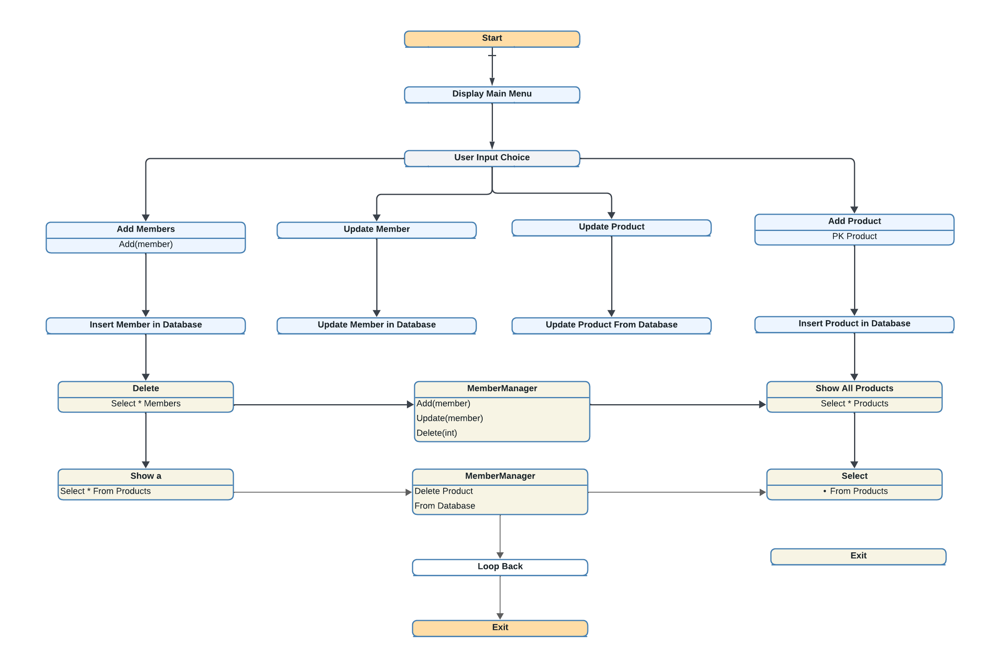 Start
Display Main Menu
User Input Choice
Add Members
Add(member)
Update Member
Update Product
Add Product
PK Product
Insert Member in Database
Update Member in Database
Update Product From Database
Insert Product in Database
Delete
Select * Members
MemberManager
Add(member)
Update(member)
Delete(int)
Show All Products
Select * Products
Show a
Select * From Products
MemberManager
Delete Product
From Database
Select
• From Products
Exit
Loop Back
Exit